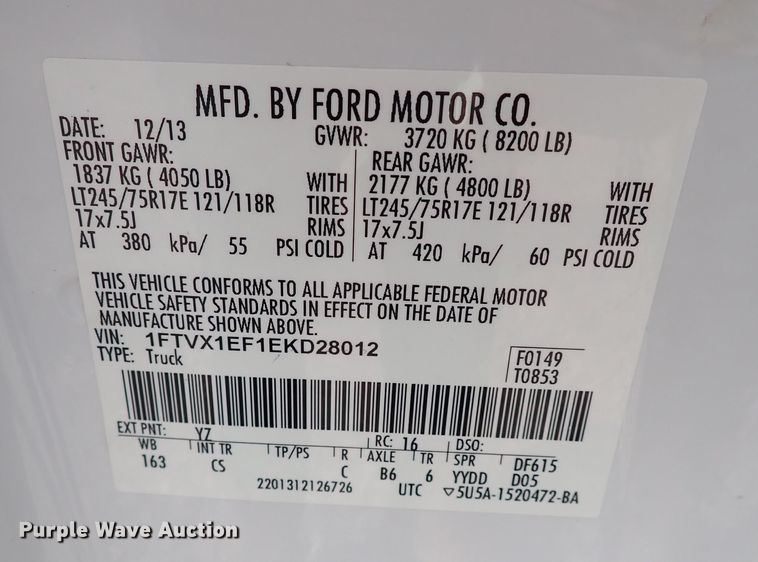 MFD. BY FORD MOTOR CO.
DATE: 12/13 GVWR: 3720 KG ( 8200 LB)
FRONT GAWR: REAR GAWR:
1837 KG ( 4050 LB) WITH 2177 KG ( 4800 LB) WITH
LT245/75R17E 121/118R TIRES LT245/75R17E 121/118R TIRES
17x7.5J RIMS 17x7.5J RIMS
AT 380 kPa/ 55 PSI COLD AT 420 kPa/ 60 PSI COLD
THIS VEHICLE CONFORMS TO ALL APPLICABLE FEDERAL MOTOR
VEHICLE SAFETY STANDARDS IN EFFECT ON THE DATE OF
MANUFACTURE SHOWN ABOVE.
VIN: 1FTVX1EF1EKD28012
TYPE: Truck
F0149
T0853
EXT PNT: YZ RC: 16 DSO:
WB INT TR TP/PS R AXLE TR SPR DF615
163 CS C B6 6 YYDD D05
2201312126726 UTC ▽5U5A-1520472-BA
Purple Wave Auction